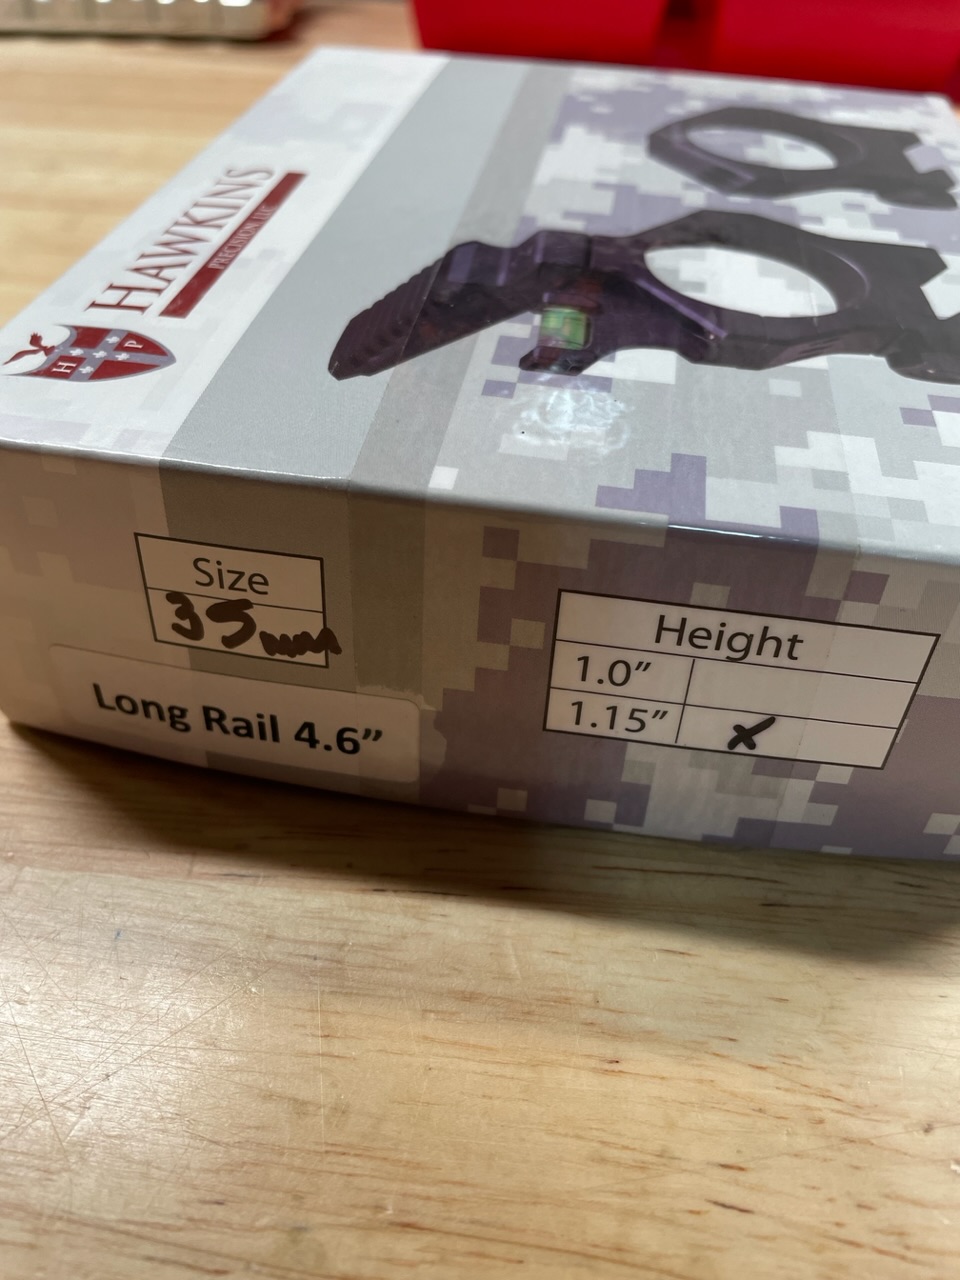 HAWKINS
PRECISION LLC
H P
Size
35mm
Long Rail 4.6”
Height
1.0”
1.15” X